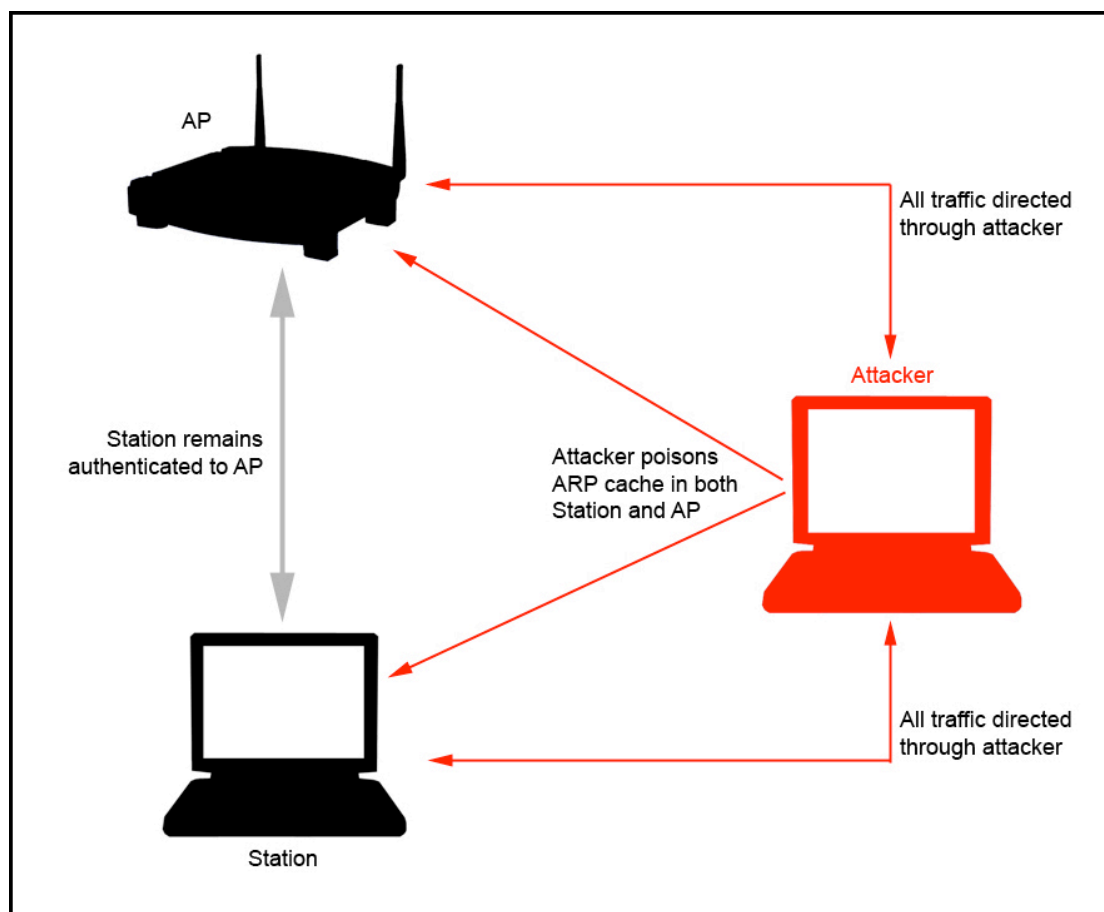 AP
All traffic directed
through attacker
Attacker
Station remains
authenticated to AP
Attacker poisons
ARP cache in both
Station and AP
All traffic directed
through attacker
Station